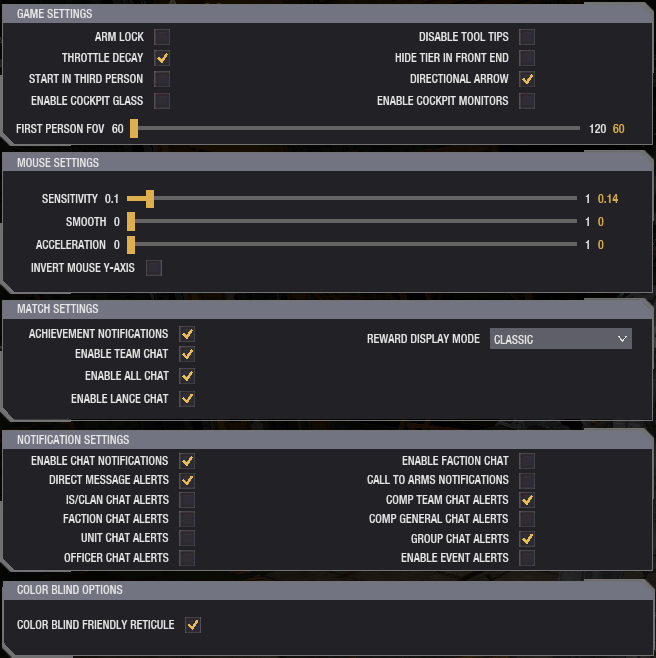 GAME SETTINGS
ARM LOCK DISABLE TOOL TIPS
THROTTLE DECAY HIDE TIER IN FRONT END
START IN THIRD PERSON DIRECTIONAL ARROW
ENABLE COCKPIT GLASS ENABLE COCKPIT MONITORS
FIRST PERSON FOV 60 120 60
MOUSE SETTINGS
SENSITIVITY 0.1 1 0.14
SMOOTH 0 1 0
ACCELERATION 0 1 0
INVERT MOUSE Y-AXIS
MATCH SETTINGS
ACHIEVEMENT NOTIFICATIONS REWARD DISPLAY MODE CLASSIC
ENABLE TEAM CHAT
ENABLE ALL CHAT
ENABLE LANCE CHAT
NOTIFICATION SETTINGS
ENABLE CHAT NOTIFICATIONS ENABLE FACTION CHAT
DIRECT MESSAGE ALERTS CALL TO ARMS NOTIFICATIONS
IS/CLAN CHAT ALERTS COMP TEAM CHAT ALERTS
FACTION CHAT ALERTS COMP GENERAL CHAT ALERTS
UNIT CHAT ALERTS GROUP CHAT ALERTS
OFFICER CHAT ALERTS ENABLE EVENT ALERTS
COLOR BLIND OPTIONS
COLOR BLIND FRIENDLY RETICULE